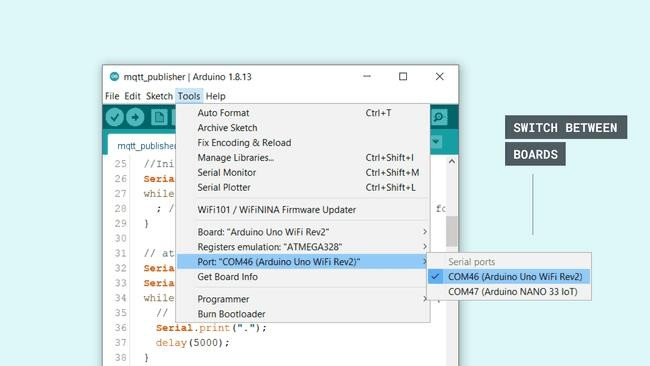 mqtt_publisher | Arduino 1.8.13
File Edit Sketch Tools Help
Auto Format Ctrl+T
Archive Sketch
Fix Encoding & Reload
Manage Libraries... Ctrl+Shift+I
Serial Monitor Ctrl+Shift+M
Serial Plotter Ctrl+Shift+L
WiFi101 / WiFiNINA Firmware Updater
Board: "Arduino Uno WiFi Rev2"
Registers emulation: "ATMEGA328"
Port: "COM46 (Arduino Uno WiFi Rev2)"
Get Board Info
Programmer
Burn Bootloader
Serial ports
COM46 (Arduino Uno WiFi Rev2)
COM47 (Arduino NANO 33 IoT)
SWITCH BETWEEN
BOARDS
mqtt_publisher
25 //Ini
26 Seria
27 while
28 ; / fo
29 }
30
31 // at
32 Seria
33 Seria
34 while {
35 //
36 Serial.print(".");
37 delay(5000);
38 }